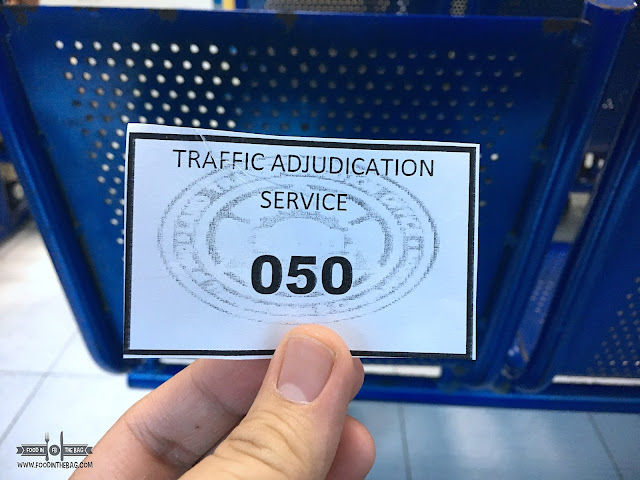 TRAFFIC ADJUDICATION
SERVICE
050
FOOD IN THE BAG
WWW.FOODINTHEBAG.COM